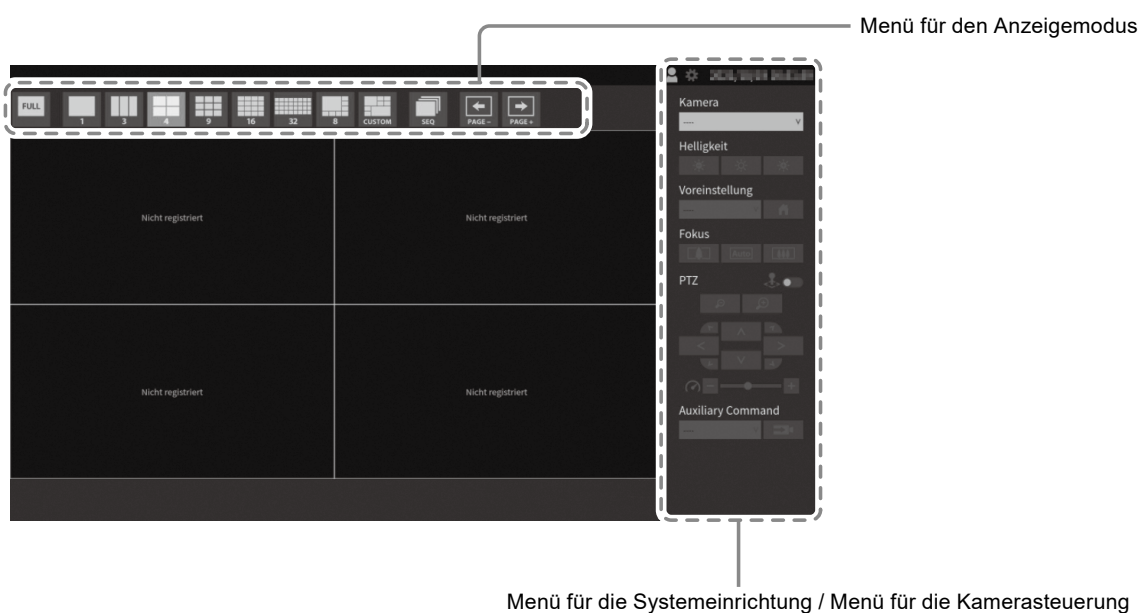 Menü für den Anzeigemodus
FULL
1
3
4
9
16
32
8
CUSTOM
SEQ
PAGE −
PAGE +
Kamera
----
Helligkeit
Voreinstellung
----
Fokus
Auto
PTZ
Auxiliary Command
----
Nicht registriert
Nicht registriert
Nicht registriert
Nicht registriert
Menü für die Systemeinrichtung / Menü für die Kamerasteuerung